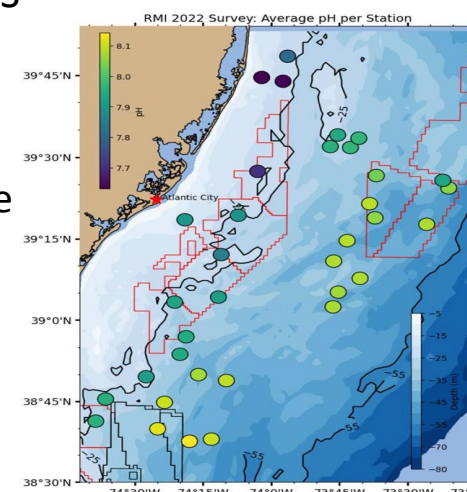 RMI 2022 Survey: Average pH per Station
8.1
8.0
7.9
7.8
7.7
pH
39°45'N
39°30'N
39°15'N
39°0'N
38°45'N
38°30'N
Atlantic City
−25
−25
−55
−55
−55
−5
−15
−25
−35
−45
−55
−70
−80
Depth (m)